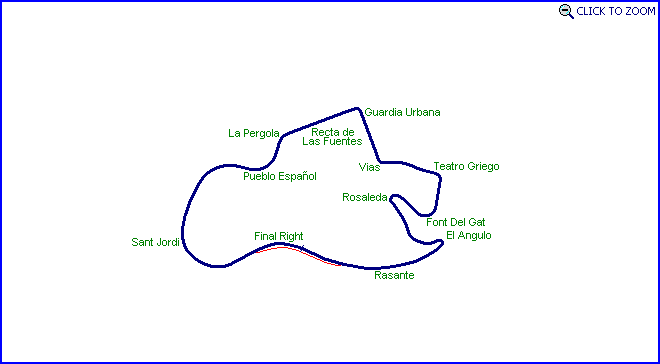 CLICK TO ZOOM
Guardia Urbana
La Pergola
Recta de
Las Fuentes
Vias
Teatro Griego
Pueblo Español
Rosaleda
Font Del Gat
El Angulo
Final Right
Sant Jordi
Rasante